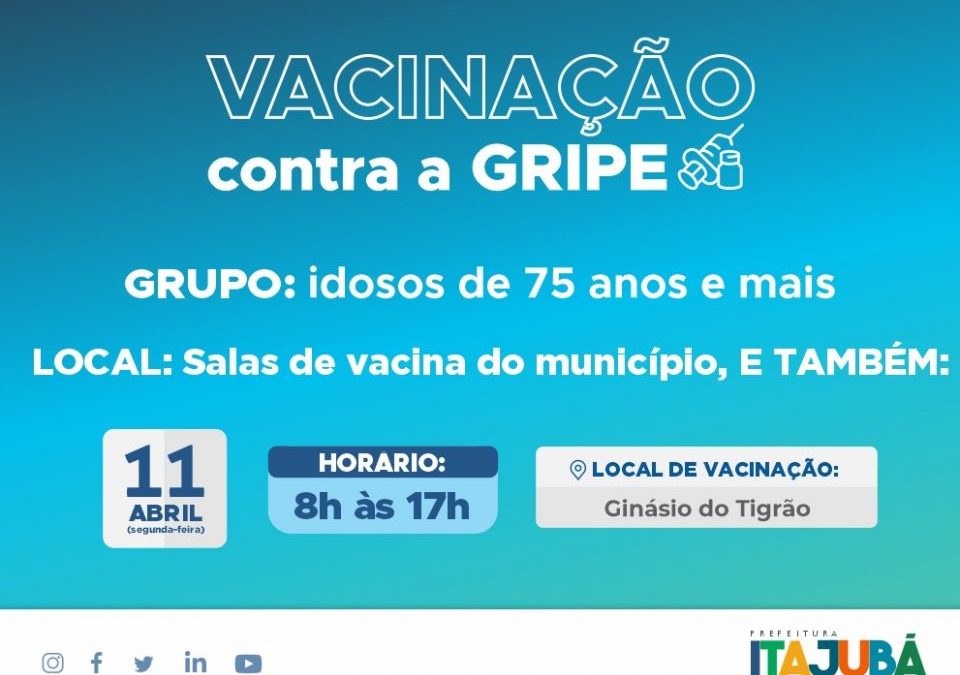 VACINAÇÃO
contra a GRIPE
GRUPO: idosos de 75 anos e mais
LOCAL: Salas de vacina do município, E TAMBÉM:
11
ABRIL
(segunda-feira)
HORARIO:
8h às 17h
LOCAL DE VACINAÇÃO:
Ginásio do Tigrão
PREFEITURA
ITAJUBÁ